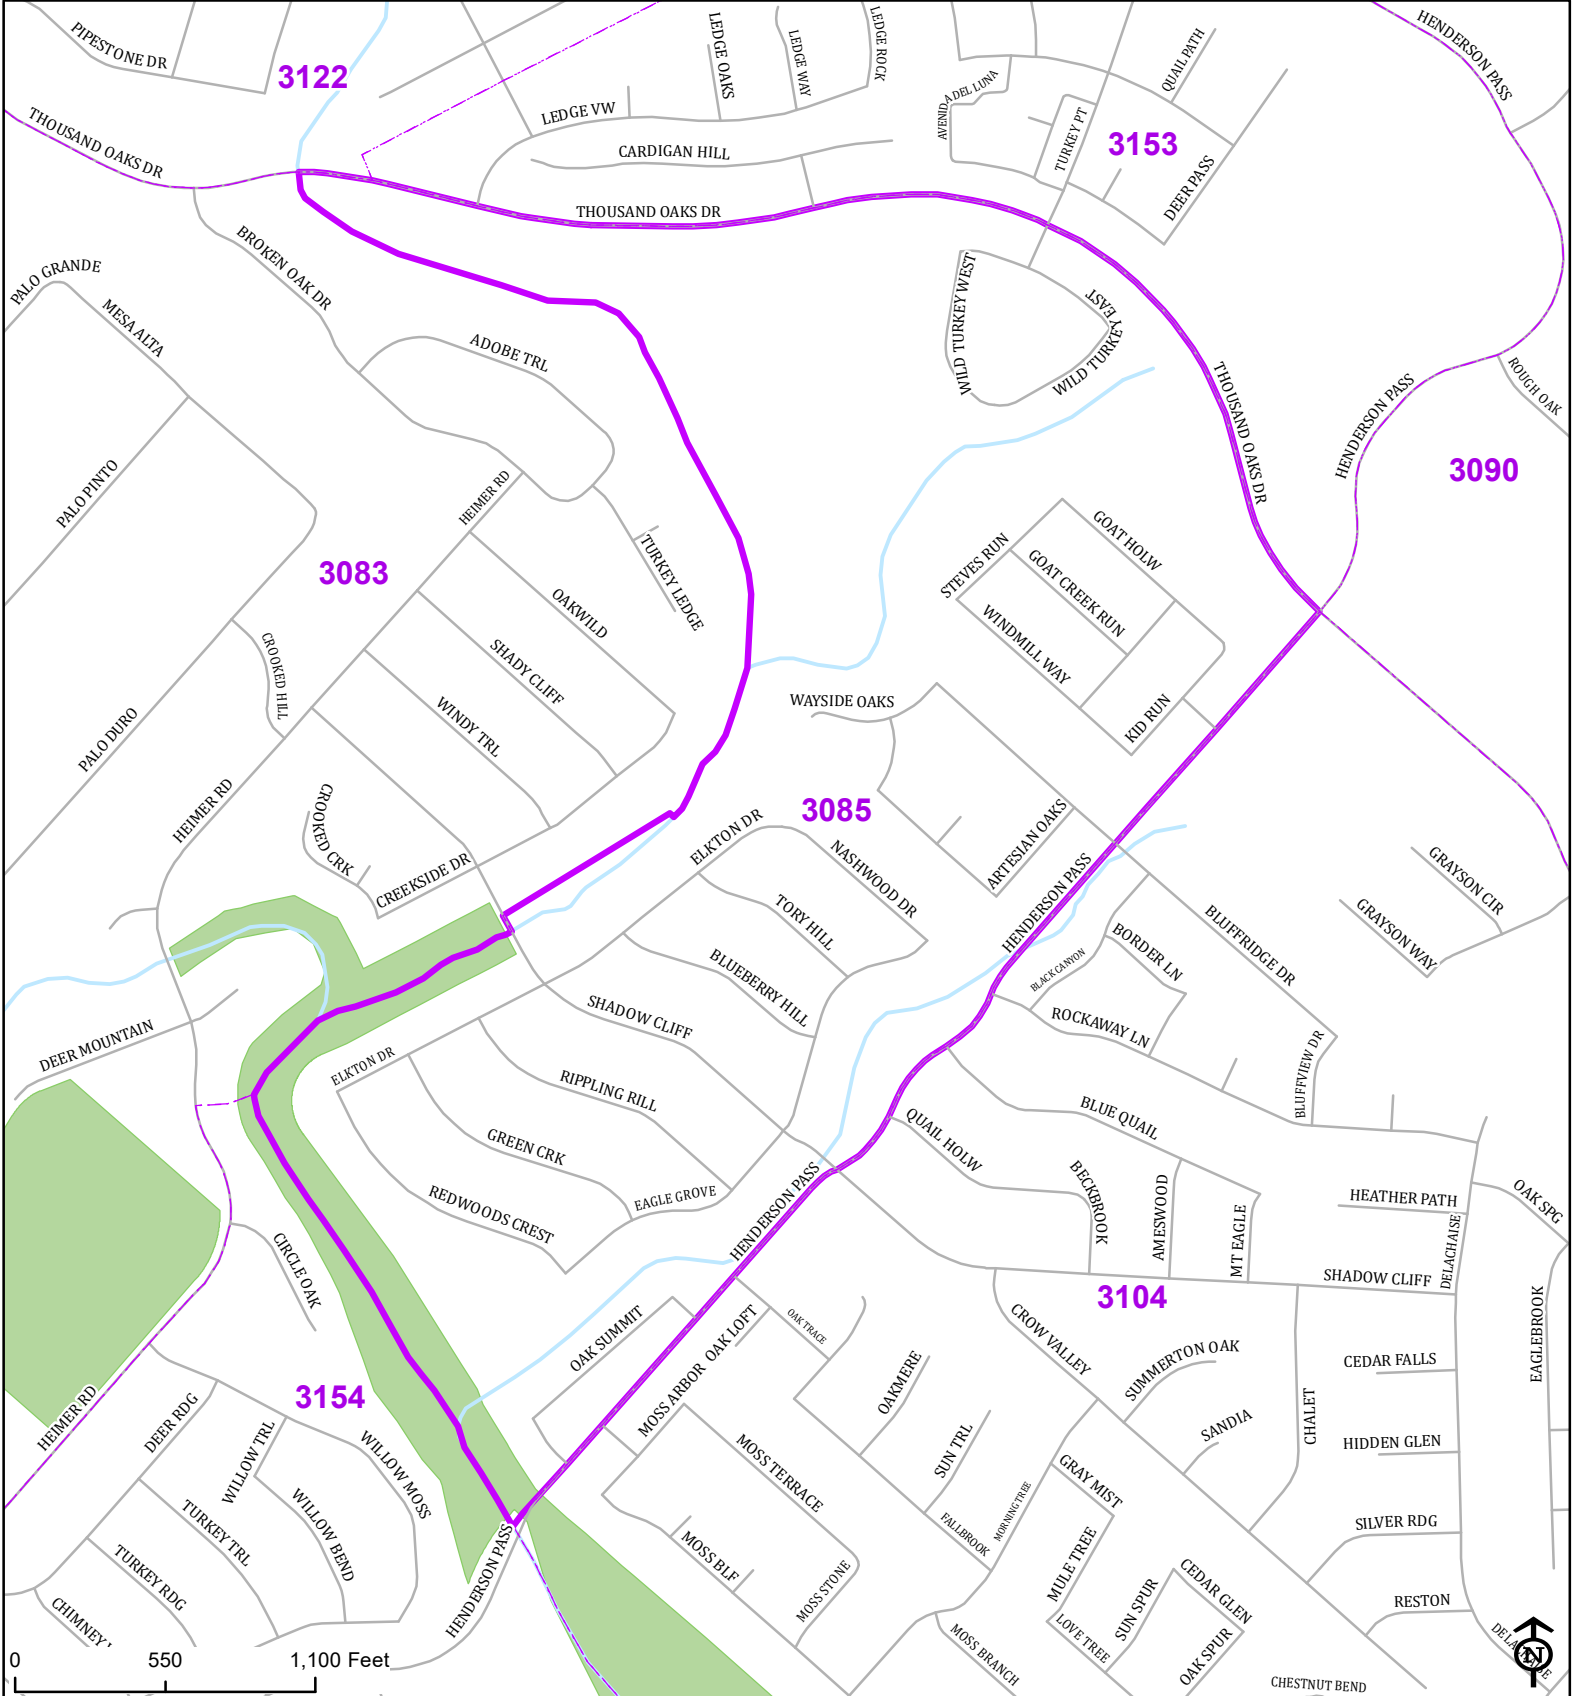 PIPESTONE DR
3122
LEDGE OAKS
LEDGE WAY
LEDGE ROCK
HENDERSON PASS
QUAIL PATH
AVENIDA DEL LUNA
LEDGE VW
THOUSAND OAKS DR
CARDIGAN HILL
TURKEY PT
3153
DEER PASS
THOUSAND OAKS DR
BROKEN OAK DR
PALO GRANDE
MESA ALTA
ADOBE TRL
WILD TURKEY WEST
WILD TURKEY EAST
THOUSAND OAKS DR
HENDERSON PASS
ROUGH OAK
3090
PALO PINTO
HEIMER RD
3083
TURKEY LEDGE
OAKWILD
SHADY CLIFF
WINDY TRL
CROOKED HILL
PALO DURO
STEVES RUN
GOAT HOLW
GOAT CREEK RUN
WINDMILL WAY
KID RUN
WAYSIDE OAKS
HEIMER RD
CROOKED CRK
CREEKSIDE DR
3085
ELKTON DR
NASHWOOD DR
ARTESIAN OAKS
TORY HILL
HENDERSON PASS
GRAYSON CIR
GRAYSON WAY
BLUFFRIDGE DR
BORDER LN
BLACK CANYON
BLUEBERRY HILL
SHADOW CLIFF
ROCKAWAY LN
BLUFFVIEW DR
DEER MOUNTAIN
ELKTON DR
RIPPLING RILL
BLUE QUAIL
QUAIL HOLW
GREEN CRK
REDWOODS CREST
EAGLE GROVE
HENDERSON PASS
BECKBROOK
AMESWOOD
MT EAGLE
HEATHER PATH
DELACHAISE
OAK SPG
CIRCLE OAK
SHADOW CLIFF
3104
OAK SUMMIT
MOSS ARBOR
OAK LOFT
OAK TRACE
CROW VALLEY
SUMMERTON OAK
CEDAR FALLS
EAGLEBROOK
OAKMERE
3154
HEIMER RD
DEER RDG
WILLOW TRL
WILLOW MOSS
SUN TRL
SANDIA
CHALET
HIDDEN GLEN
MOSS TERRACE
GRAY MIST
MORNING TREE
FALLBROOK
TURKEY TRL
WILLOW BEND
SILVER RDG
MOSS BLF
MOSS STONE
MULE TREE
CEDAR GLEN
TURKEY RDG
HENDERSON PASS
SUN SPUR
RESTON
CHIMNEY
LOVE TREE
MOSS BRANCH
OAK SPUR
DELACHAISE
CHESTNUT BEND
0 550 1,100 Feet
N